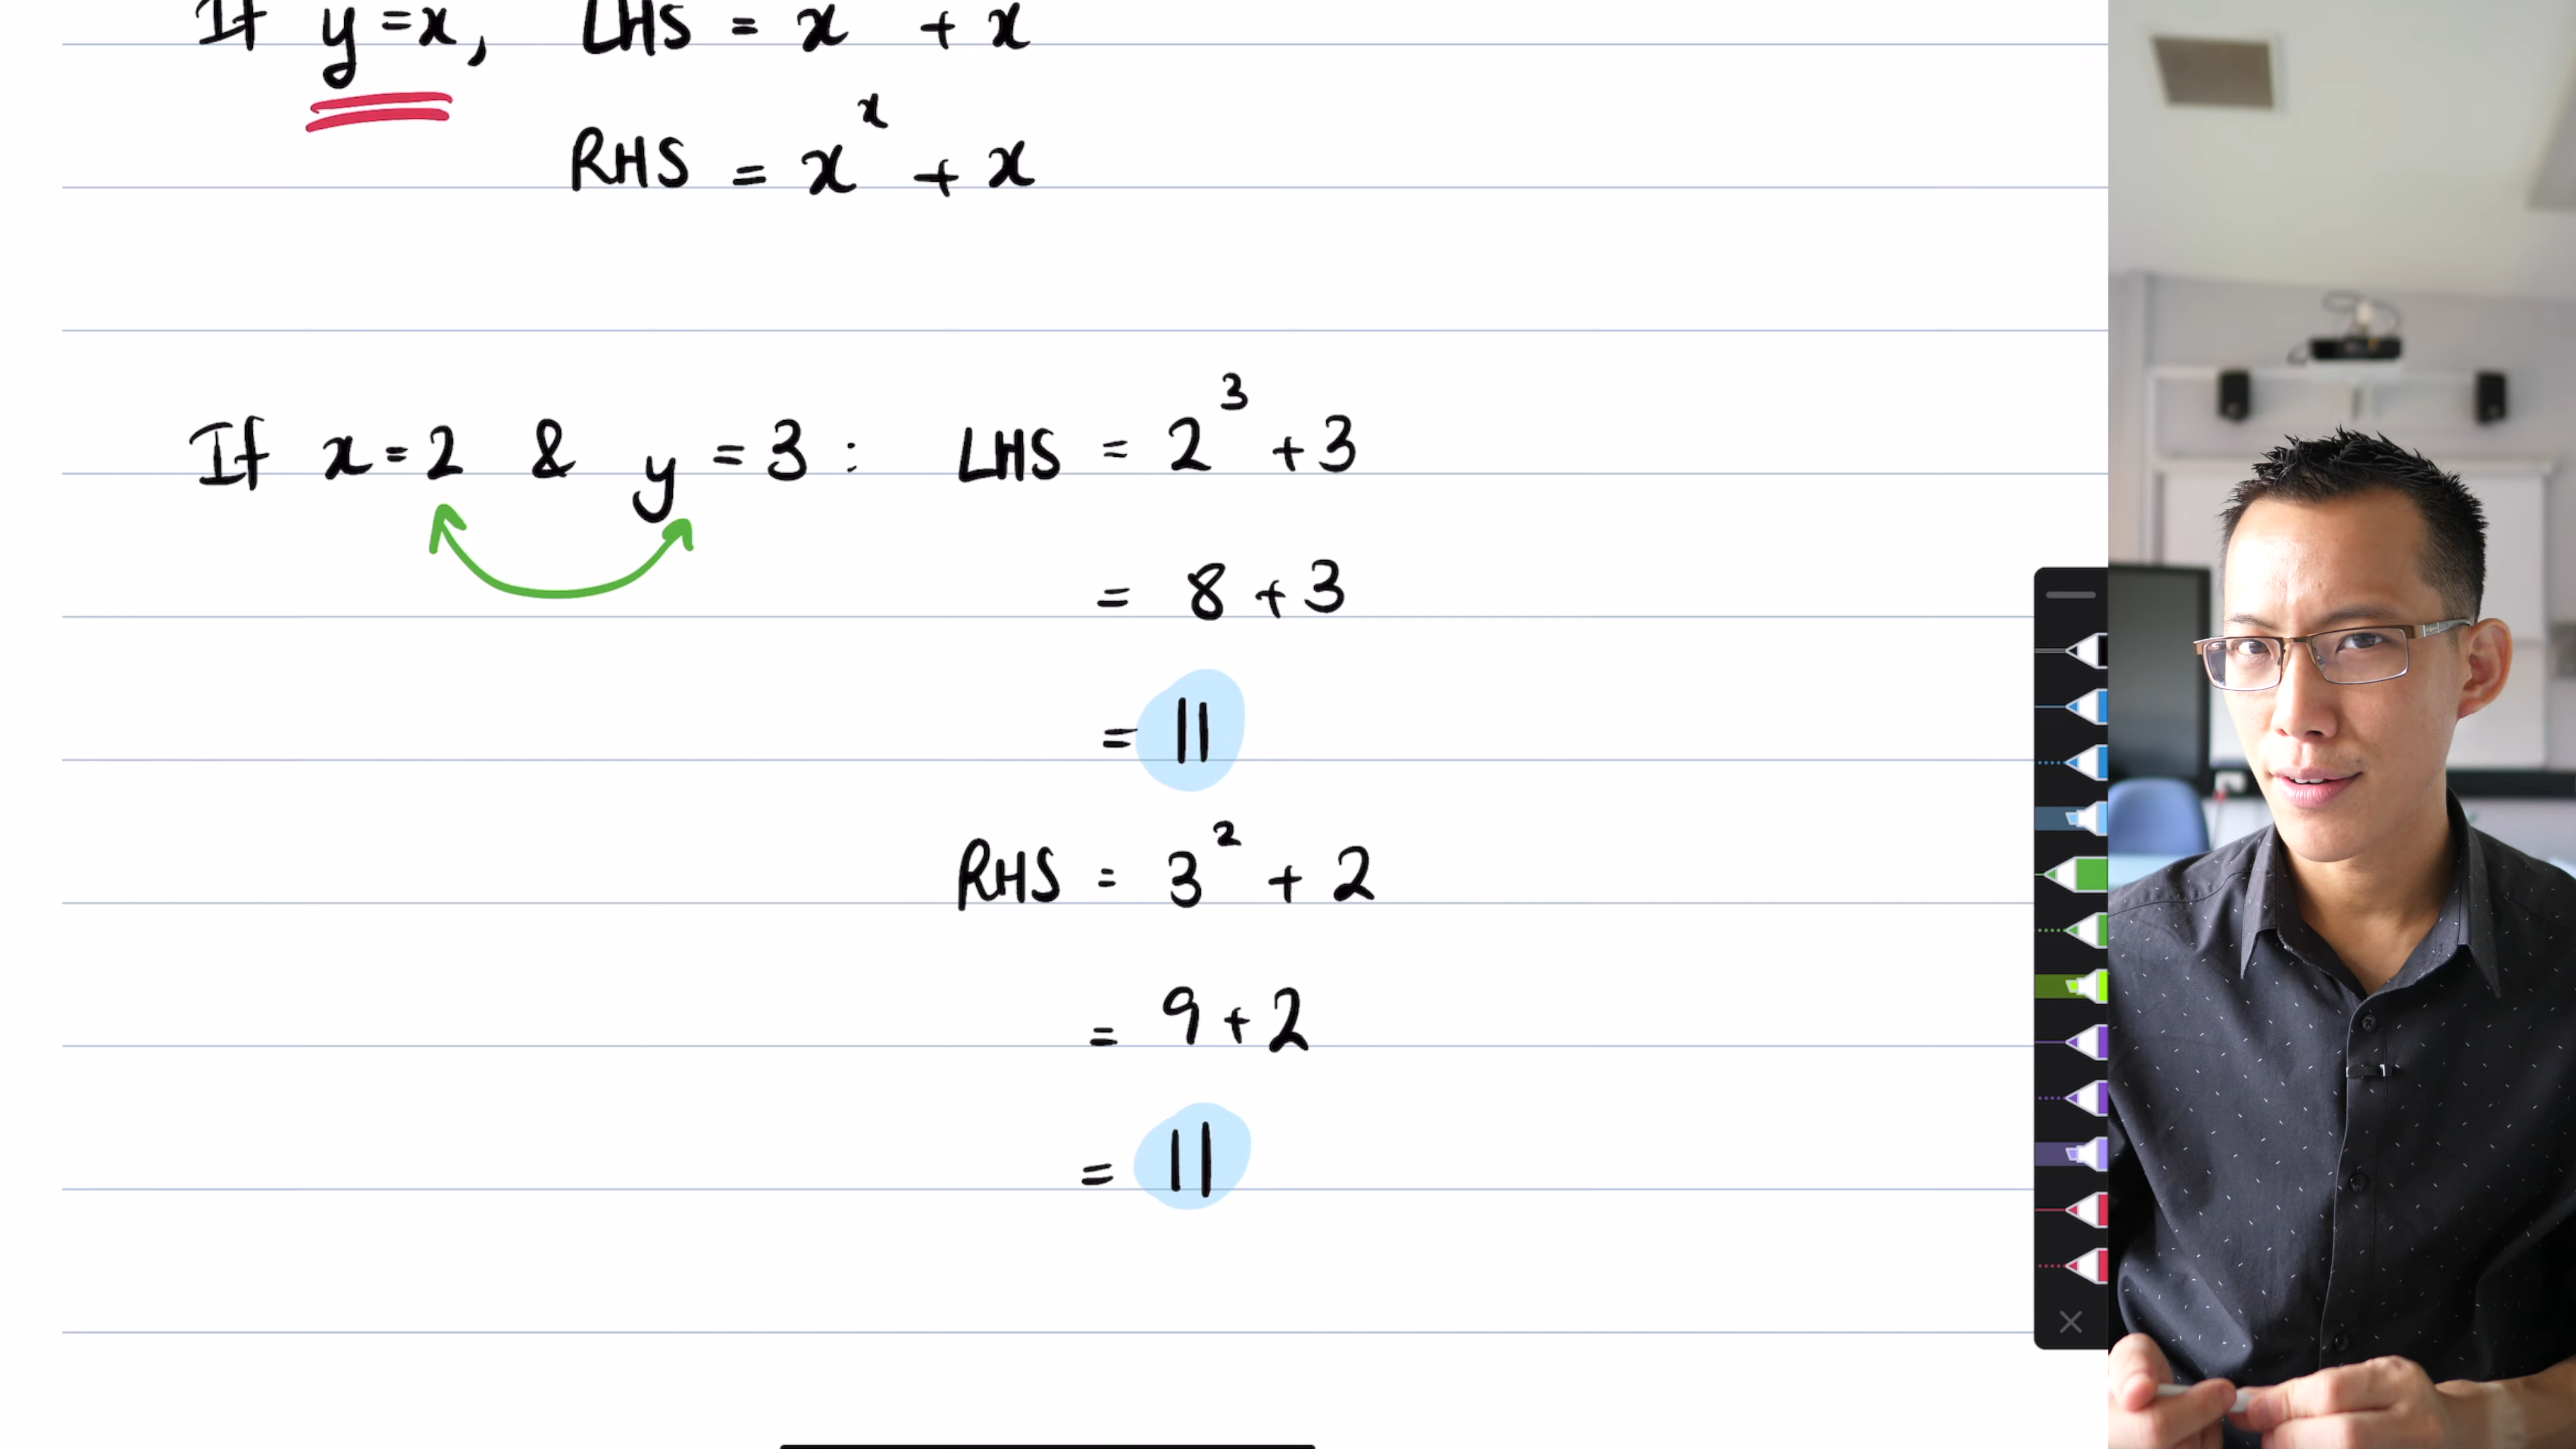 If y=x, LHS = x + x
RHS = x^x + x
If x=2 & y=3: LHS = 2^3 + 3
= 8+3
= 11
RHS = 3^2 + 2
= 9+2
= 11